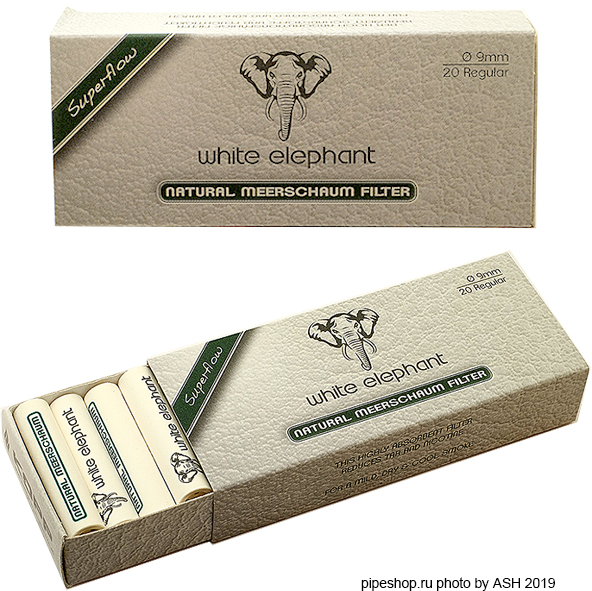 Superflow
Ø 9mm
20 Regular
white elephant
NATURAL MEERSCHAUM FILTER
Ø 9mm
20 Regular
Superflow
white elephant
NATURAL MEERSCHAUM FILTER
THIS HIGHLY ABSORBENT FILTER
REDUCES TAR AND NICOTINE
FOR A MILD, DRY & COOL SMOKE
NATURAL MEERSCHAUM
white elephant
NATURAL MEERSCHAUM
white elephant
pipeshop.ru photo by ASH 2019